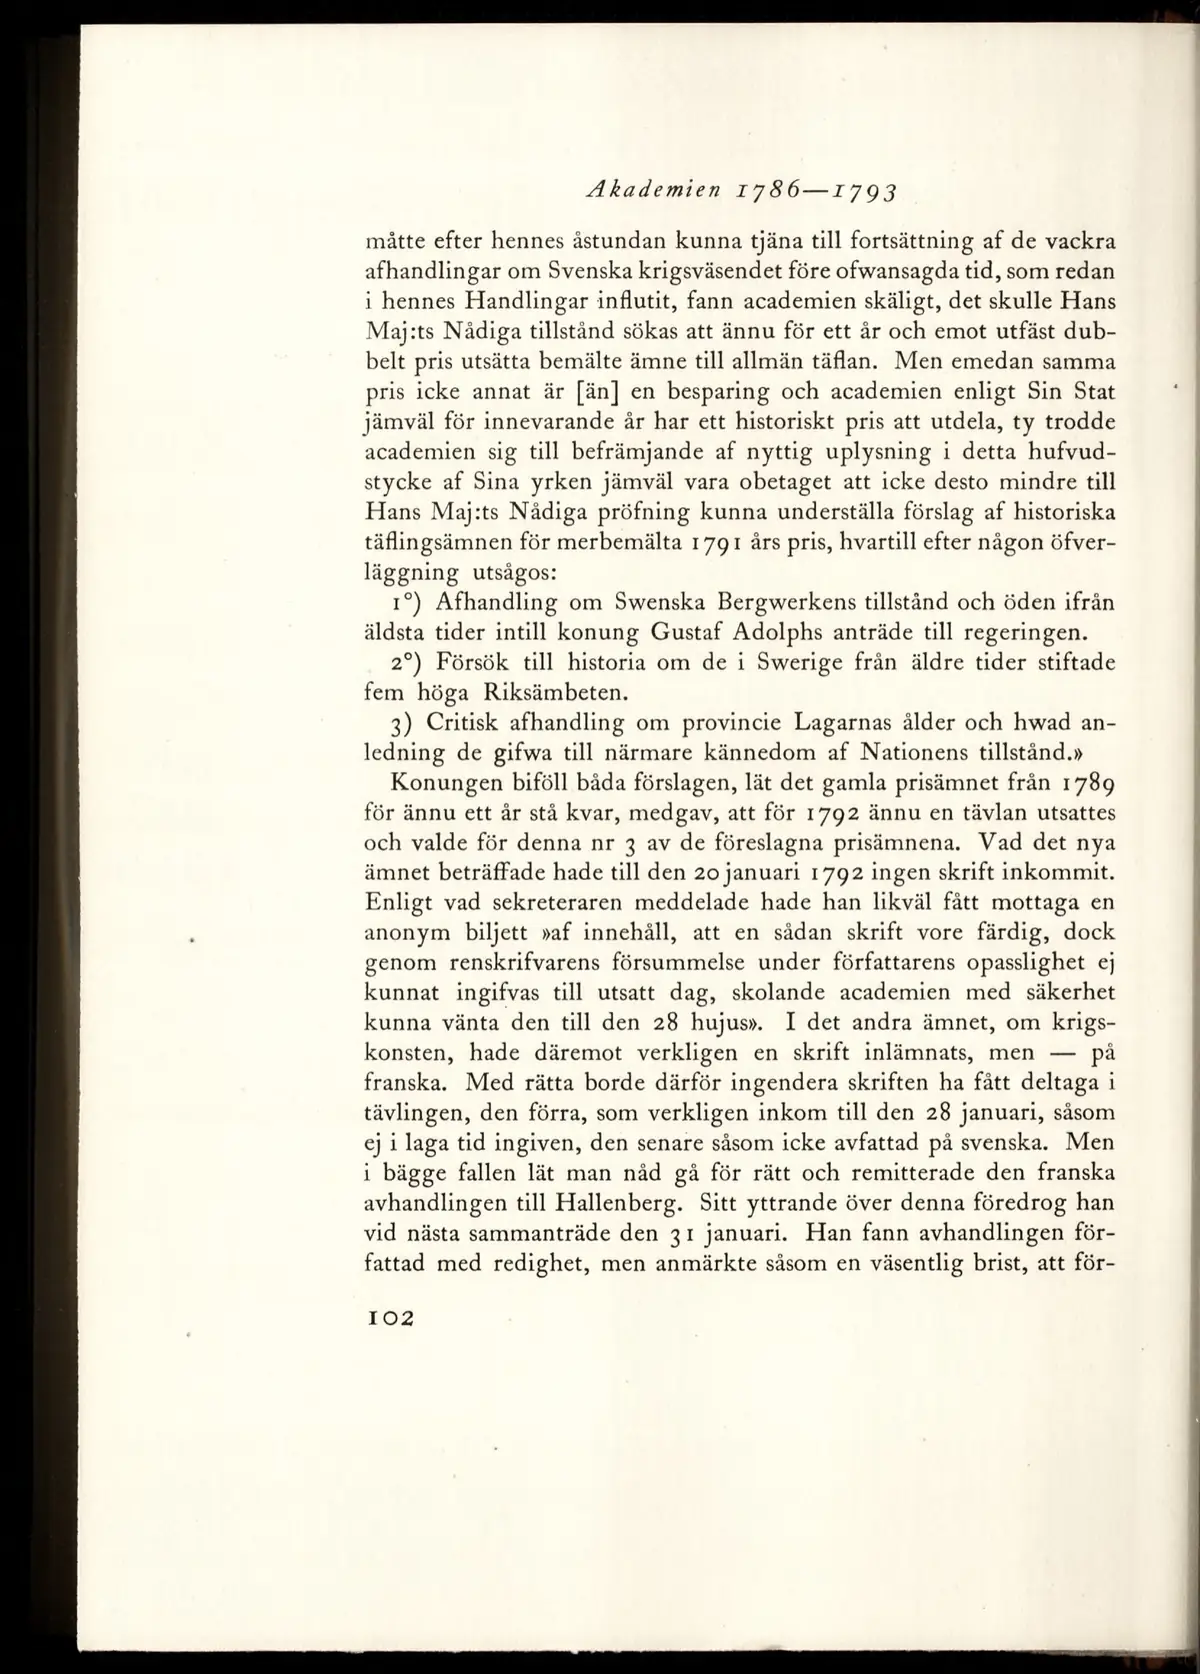 Akademien 1786—1793
måtte efter hennes åstundan kunna tjäna till fortsättning af de vackra
afhandlingar om Svenska krigsväsendet före ofwansagda tid, som redan
i hennes Handlingar influtit, fann academien skäligt, det skulle Hans
Maj:ts Nådiga tillstånd sökas att ännu för ett år och emot utfäst dub-
belt pris utsätta bemälte ämne till allmän täflan. Men emedan samma
pris icke annat är [än] en besparing och academien enligt Sin Stat
jämväl för innevarande år har ett historiskt pris att utdela, ty trodde
academien sig till befrämjande af nyttig uplysning i detta hufvud-
stycke af Sina yrken jämväl vara obetaget att icke desto mindre till
Hans Maj:ts Nådiga pröfning kunna underställa förslag af historiska
täflingsämnen för merbemälta 1791 års pris, hvartill efter någon öfver-
läggning utsågos:
1°) Afhandling om Swenska Bergwerkens tillstånd och öden ifrån
äldsta tider intill konung Gustaf Adolphs anträde till regeringen.
2°) Försök till historia om de i Swerige från äldre tider stiftade
fem höga Riksämbeten.
3) Critisk afhandling om provincie Lagarnas ålder och hwad an-
ledning de gifwa till närmare kännedom af Nationens tillstånd.»
Konungen biföll båda förslagen, lät det gamla prisämnet från 1789
för ännu ett år stå kvar, medgav, att för 1792 ännu en tävlan utsattes
och valde för denna nr 3 av de föreslagna prisämnena. Vad det nya
ämnet beträffade hade till den 20 januari 1792 ingen skrift inkommit.
Enligt vad sekreteraren meddelade hade han likväl fått mottaga en
anonym biljett »af innehåll, att en sådan skrift vore färdig, dock
genom renskrifvarens försummelse under författarens opasslighet ej
kunnat ingifvas till utsatt dag, skolande academien med säkerhet
kunna vänta den till den 28 hujus». I det andra ämnet, om krigs-
konsten, hade däremot verkligen en skrift inlämnats, men — på
franska. Med rätta borde därför ingendera skriften ha fått deltaga i
tävlingen, den förra, som verkligen inkom till den 28 januari, såsom
ej i laga tid ingiven, den senare såsom icke avfattad på svenska. Men
i bägge fallen lät man nåd gå för rätt och remitterade den franska
avhandlingen till Hallenberg. Sitt yttrande över denna föredrog han
vid nästa sammanträde den 31 januari. Han fann avhandlingen för-
fattad med redighet, men anmärkte såsom en väsentlig brist, att för-
102